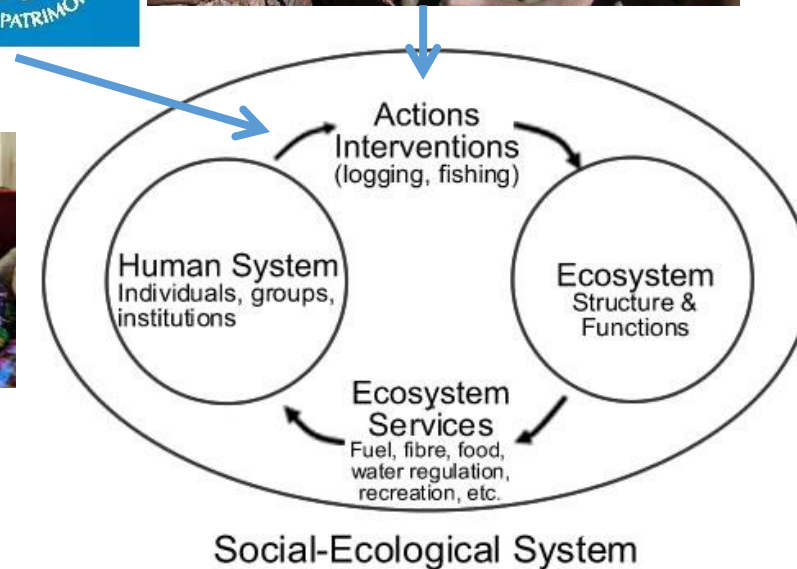 PATRIMO
Actions
Interventions
(logging, fishing)
Human System
Individuals, groups,
institutions
Ecosystem
Structure &
Functions
Ecosystem
Services
Fuel, fibre, food,
water regulation,
recreation, etc.
Social-Ecological System